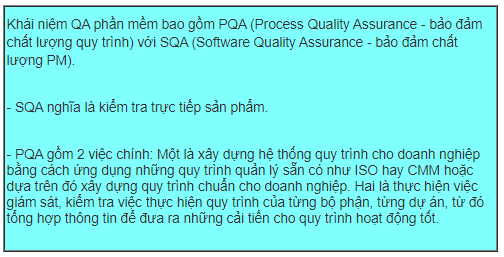 Khái niệm QA phần mềm bao gồm PQA (Process Quality Assurance - bảo đảm
chất lượng quy trình) với SQA (Software Quality Assurance - bảo đảm chất
lượng PM).
- SQA nghĩa là kiểm tra trực tiếp sản phẩm.
- PQA gồm 2 việc chính: Một là xây dựng hệ thống quy trình cho doanh nghiệp
bằng cách ứng dụng những quy trình quản lý sẵn có như ISO hay CMM hoặc
dựa trên đó xây dựng quy trình chuẩn cho doanh nghiệp. Hai là thực hiện việc
giám sát, kiểm tra việc thực hiện quy trình của từng bộ phận, từng dự án, từ đó
tổng hợp thông tin để đưa ra những cải tiến cho quy trình hoạt động tốt.